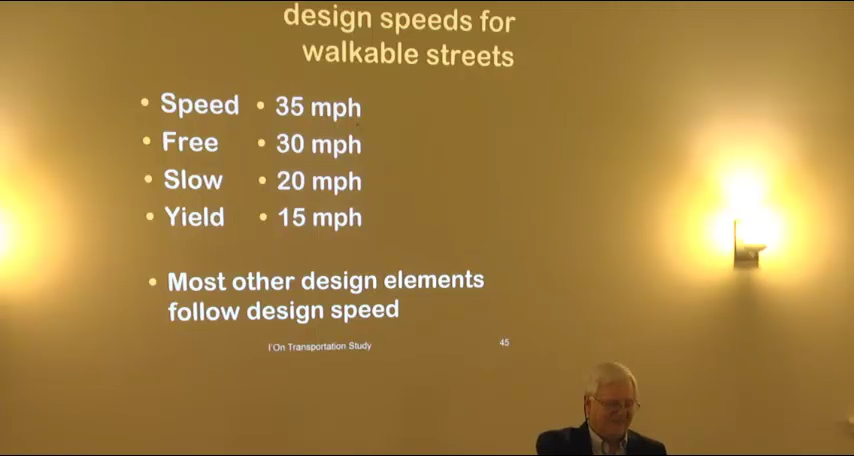 design speeds for
walkable streets
• Speed • 35 mph
• Free • 30 mph
• Slow • 20 mph
• Yield • 15 mph
• Most other design elements
follow design speed
I'On Transportation Study 45